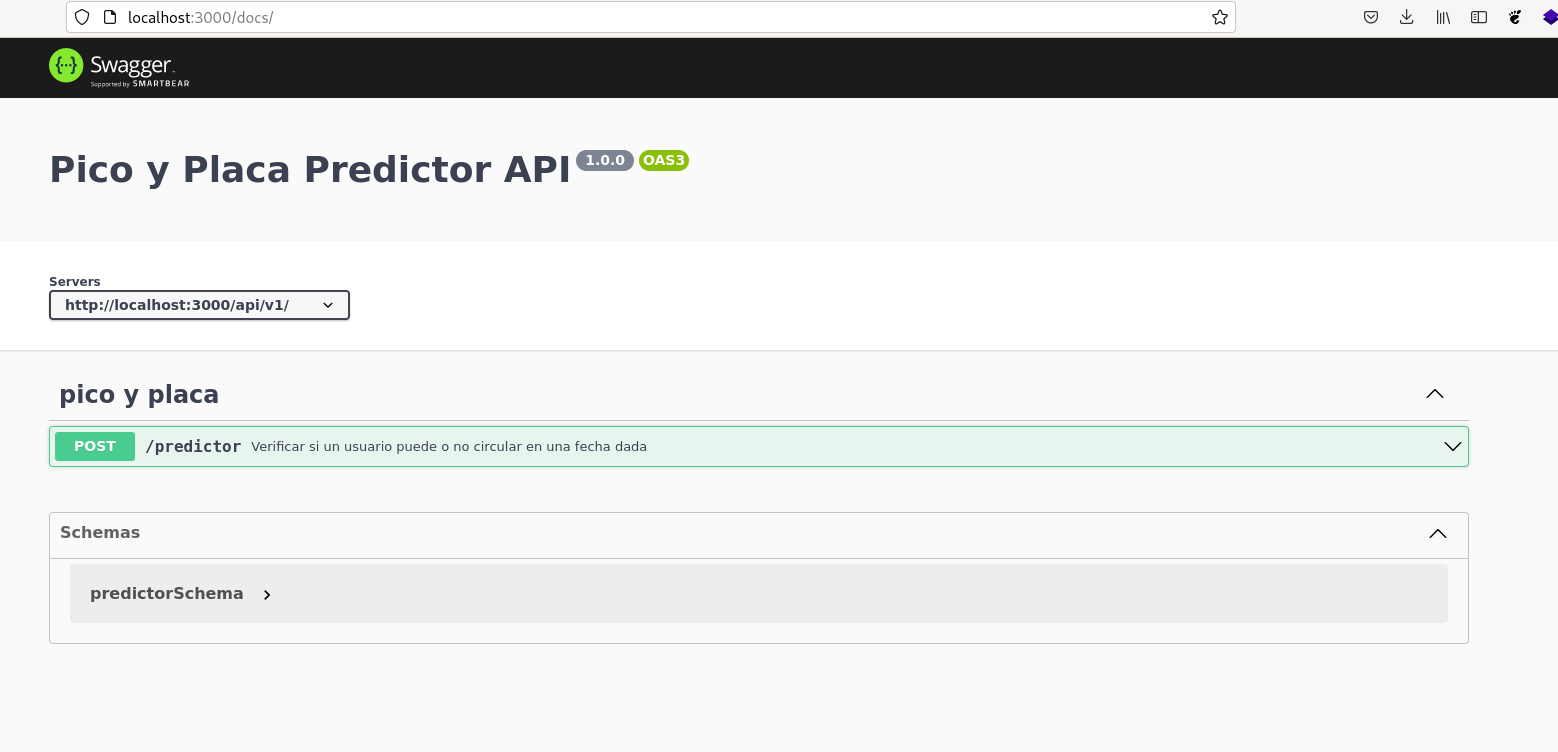 localhost:3000/docs/
Swagger
Supported by SMARTBEAR
Pico y Placa Predictor API 1.0.0 OAS3
Servers
http://localhost:3000/api/v1/
pico y placa
POST /predictor Verificar si un usuario puede o no circular en una fecha dada
Schemas
predictorSchema